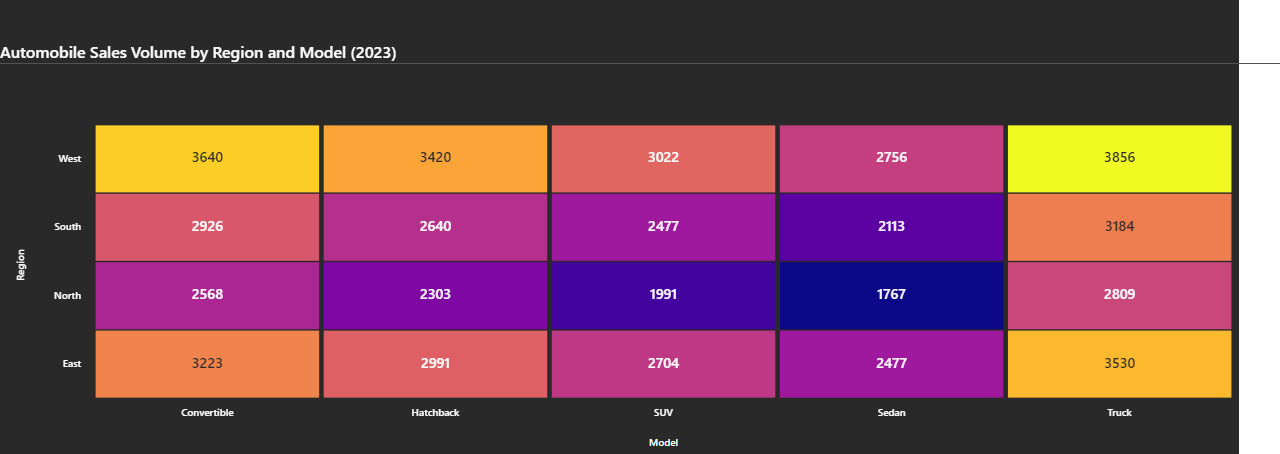 Automobile Sales Volume by Region and Model (2023)
West 3640 3420 3022 2756 3856
South 2926 2640 2477 2113 3184
Region
North 2568 2303 1991 1767 2809
East 3223 2991 2704 2477 3530
Convertible Hatchback SUV Sedan Truck
Model